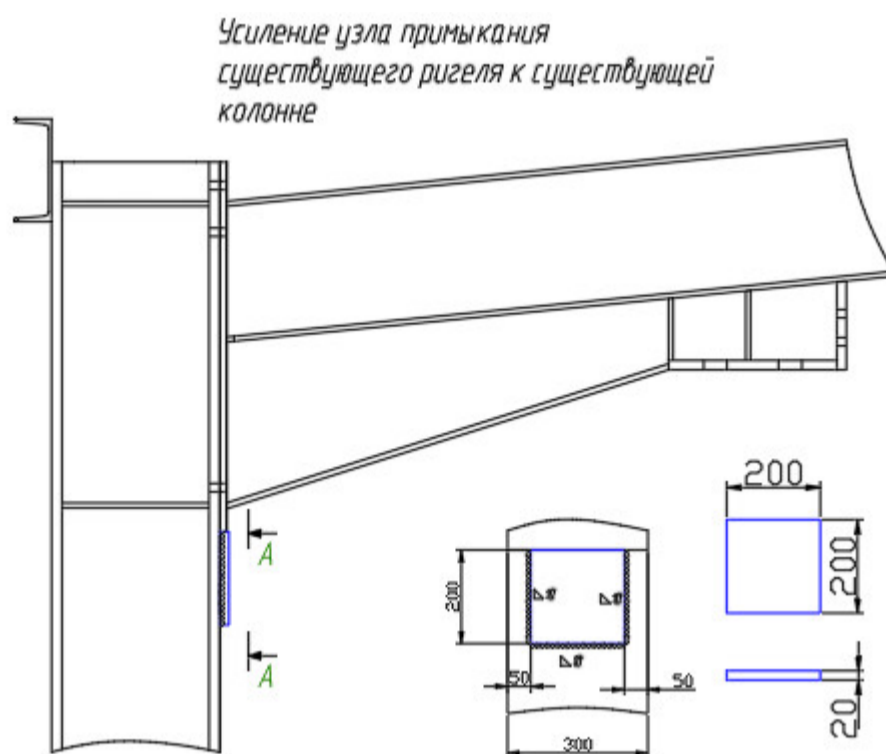 Усиление узла примыкания
существующего ригеля к существующей
колонне
A
A
200
50
50
300
200
200
20